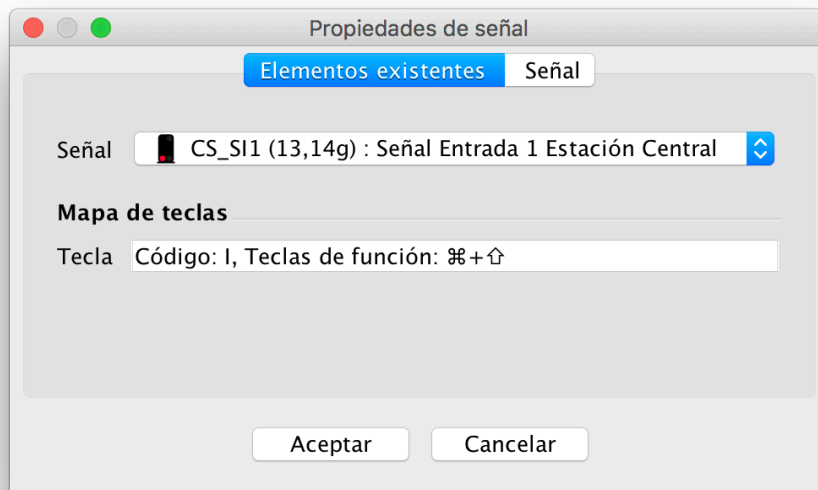 Propiedades de señal
Elementos existentes Señal
Señal CS_SI1 (13,14g) : Señal Entrada 1 Estación Central
Mapa de teclas
Tecla Código: I, Teclas de función: ⌘+⇧
Aceptar Cancelar